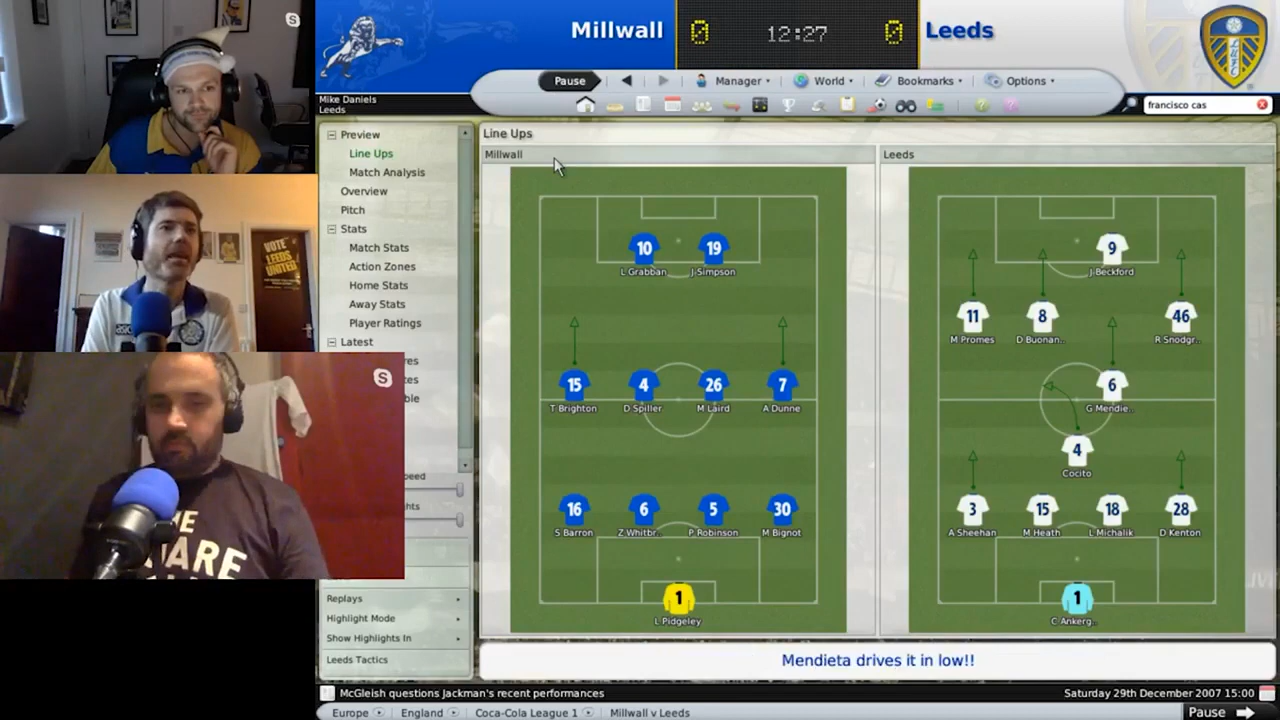 Millwall
0
12:27
0
Leeds
Pause
Manager
World
Bookmarks
Options
Mike Daniels
Leeds
francisco cas
Preview
Line Ups
Match Analysis
Overview
Pitch
Stats
Match Stats
Action Zones
Home Stats
Away Stats
Player Ratings
Latest
Line Ups
Millwall
Leeds
10
L Grabban
19
J Simpson
15
T Brighton
4
D Spiller
26
M Laird
7
A Dunne
16
S Barron
6
Z Whitbr..
5
P Robinson
30
M Bignot
1
L Pidgeley
9
J Beckford
11
M Promes
8
D Buonan..
46
R Snodgr..
6
G Mendie..
4
Cocito
3
A Sheehan
15
M Heath
18
L Michalik
28
D Kenton
1
C Ankerg..
Replays
Highlight Mode
Show Highlights In
Leeds Tactics
Mendieta drives it in low!!
McGleish questions Jackman's recent performances
Saturday 29th December 2007 15:00
Europe
England
Coca-Cola League 1
Millwall v Leeds
Pause
VOTE
LEEDS
UNITED